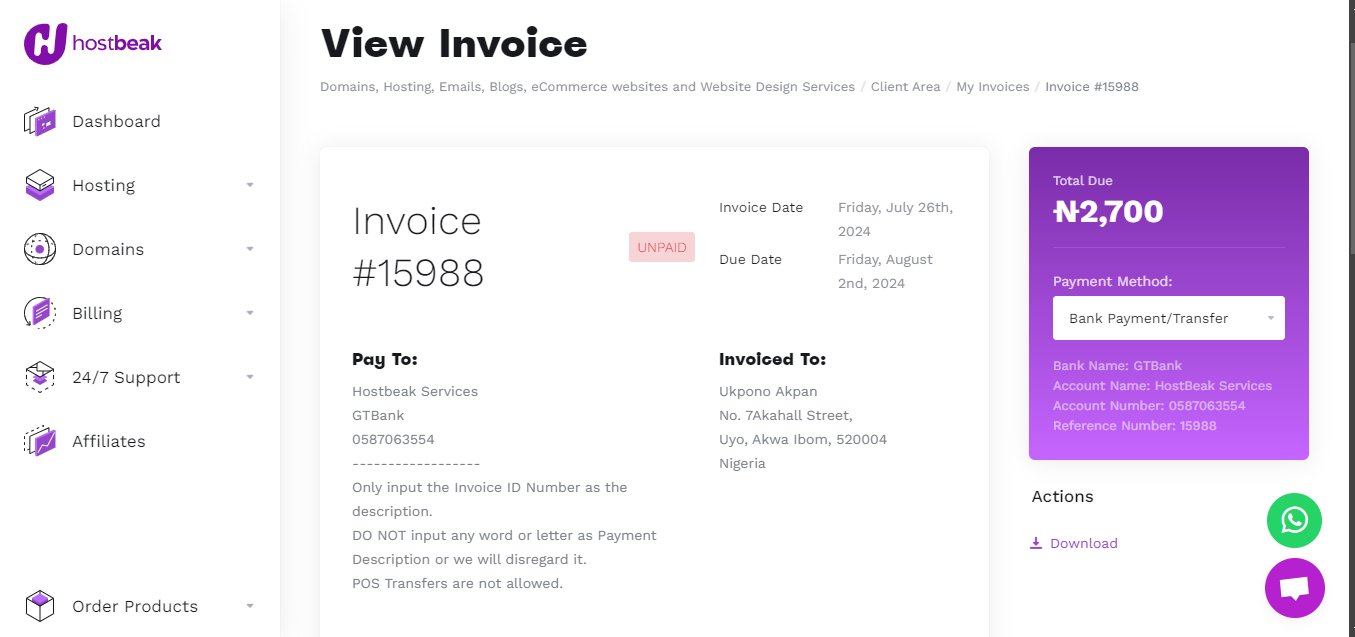 hostbeak
Dashboard
Hosting
Domains
Billing
24/7 Support
Affiliates
Order Products
View Invoice
Domains, Hosting, Emails, Blogs, eCommerce websites and Website Design Services / Client Area / My Invoices / Invoice #15988
Invoice
#15988
UNPAID
Invoice Date
Friday, July 26th,
2024
Due Date
Friday, August
2nd, 2024
Pay To:
Hostbeak Services
GTBank
0587063554
------------------
Only input the Invoice ID Number as the
description.
DO NOT input any word or letter as Payment
Description or we will disregard it.
POS Transfers are not allowed.
Invoiced To:
Ukpono Akpan
No. 7Akahall Street,
Uyo, Akwa Ibom, 520004
Nigeria
Total Due
₦2,700
Payment Method:
Bank Payment/Transfer
Bank Name: GTBank
Account Name: HostBeak Services
Account Number: 0587063554
Reference Number: 15988
Actions
Download